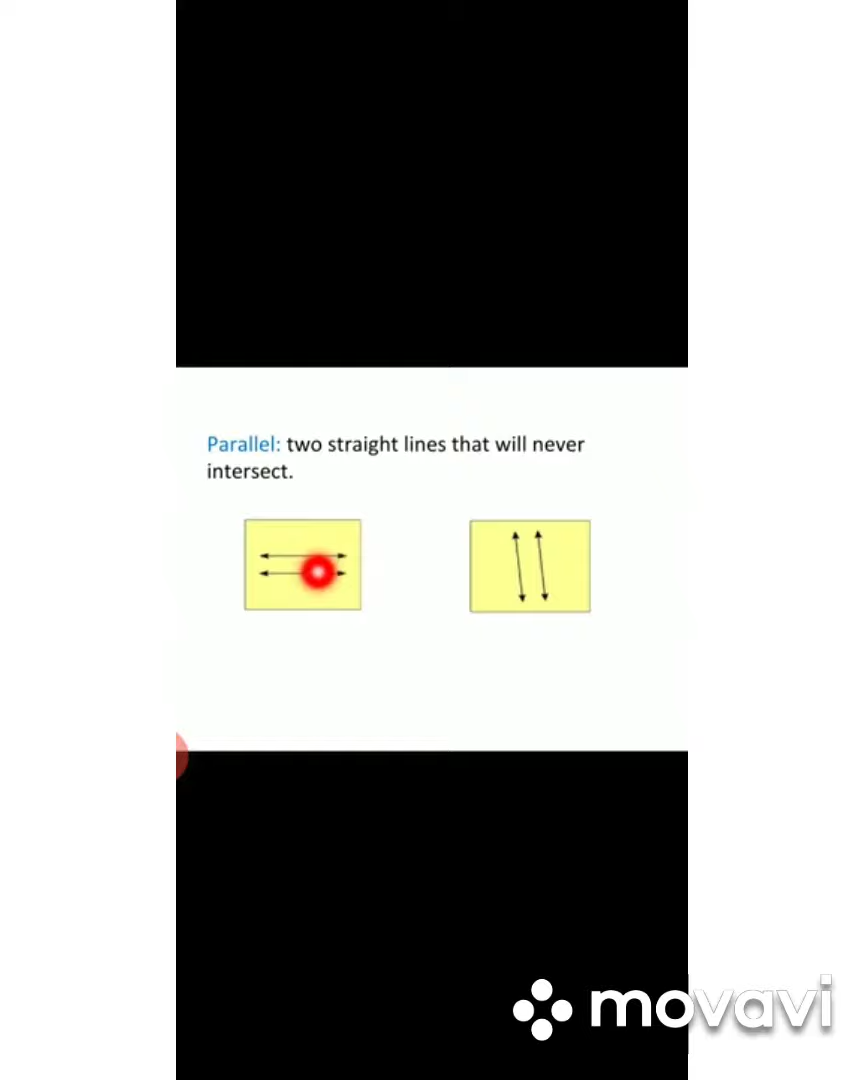 Parallel: two straight lines that will never
intersect.
movavi